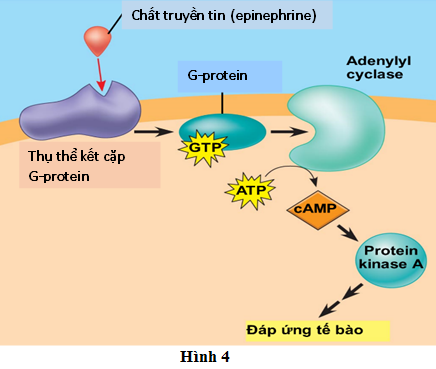 Chất truyền tin (epinephrine)
G-protein
Adenylyl
cyclase
GTP
Thụ thể kết cặp
G-protein
ATP
cAMP
Protein
kinase A
Đáp ứng tế bào
Hình 4